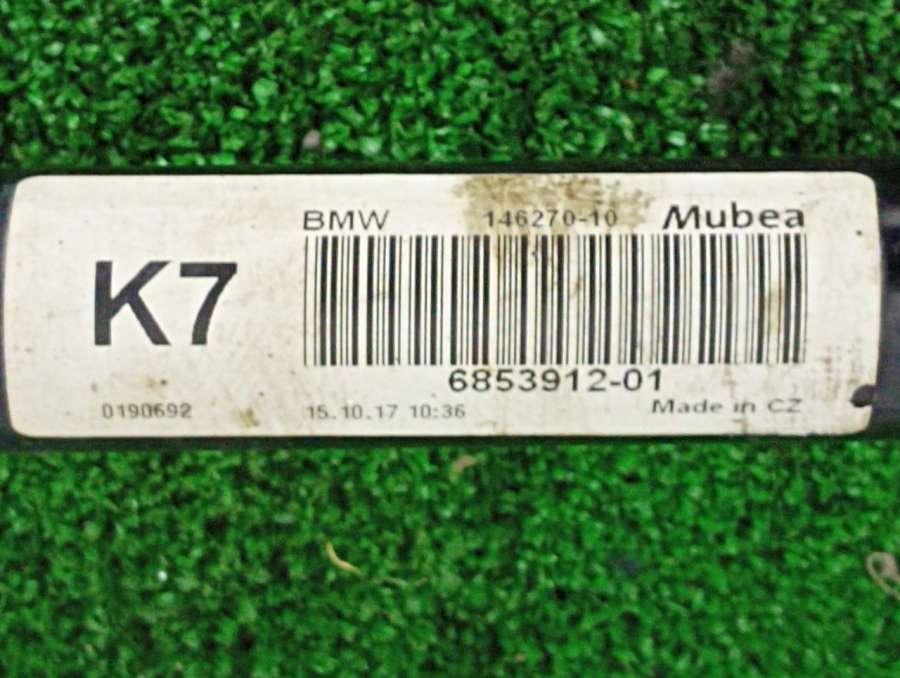 BMW 146270-10 Mubea
K7
6853912-01
0190692 15.10.17 10:36 Made in CZ